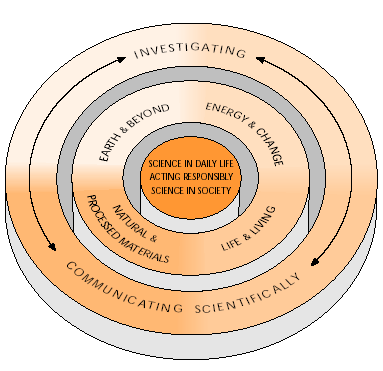 INVESTIGATING
EARTH & BEYOND
ENERGY & CHANGE
SCIENCE IN DAILY LIFE
ACTING RESPONSIBLY
SCIENCE IN SOCIETY
NATURAL &
PROCESSED MATERIALS
LIFE & LIVING
COMMUNICATING SCIENTIFICALLY